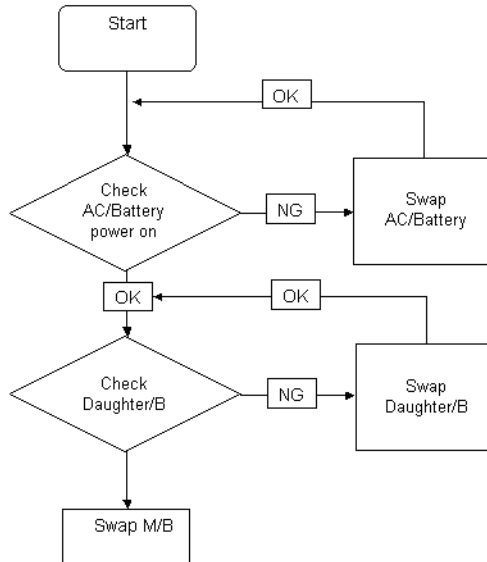 Start
OK
Check
AC/Battery
power on
NG
Swap
AC/Battery
OK
OK
Check
Daughter/B
NG
Swap
Daughter/B
Swap M/B